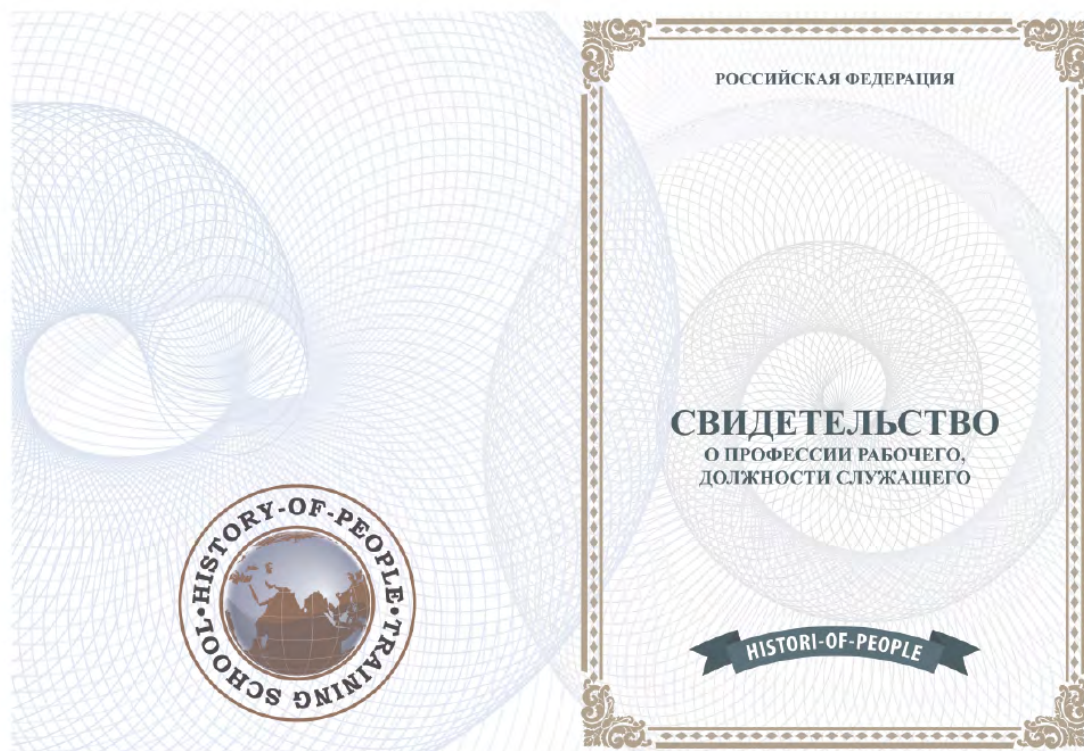 HISTORY-OF-PEOPLE•TRAINING SCHOOL•
РОССИЙСКАЯ ФЕДЕРАЦИЯ
СВИДЕТЕЛЬСТВО
О ПРОФЕССИИ РАБОЧЕГО,
ДОЛЖНОСТИ СЛУЖАЩЕГО
HISTORI-OF-PEOPLE